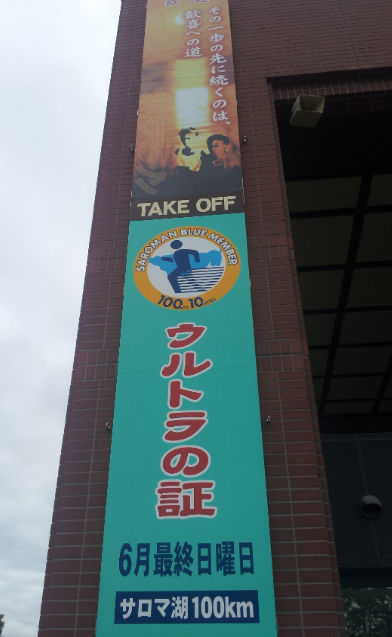 その一歩の先に続くのは、
歓喜への道
TAKE OFF
SAROMAN BLUE MEMBER
100km 10times
ウルトラの証
6月最終日曜日
サロマ湖100km